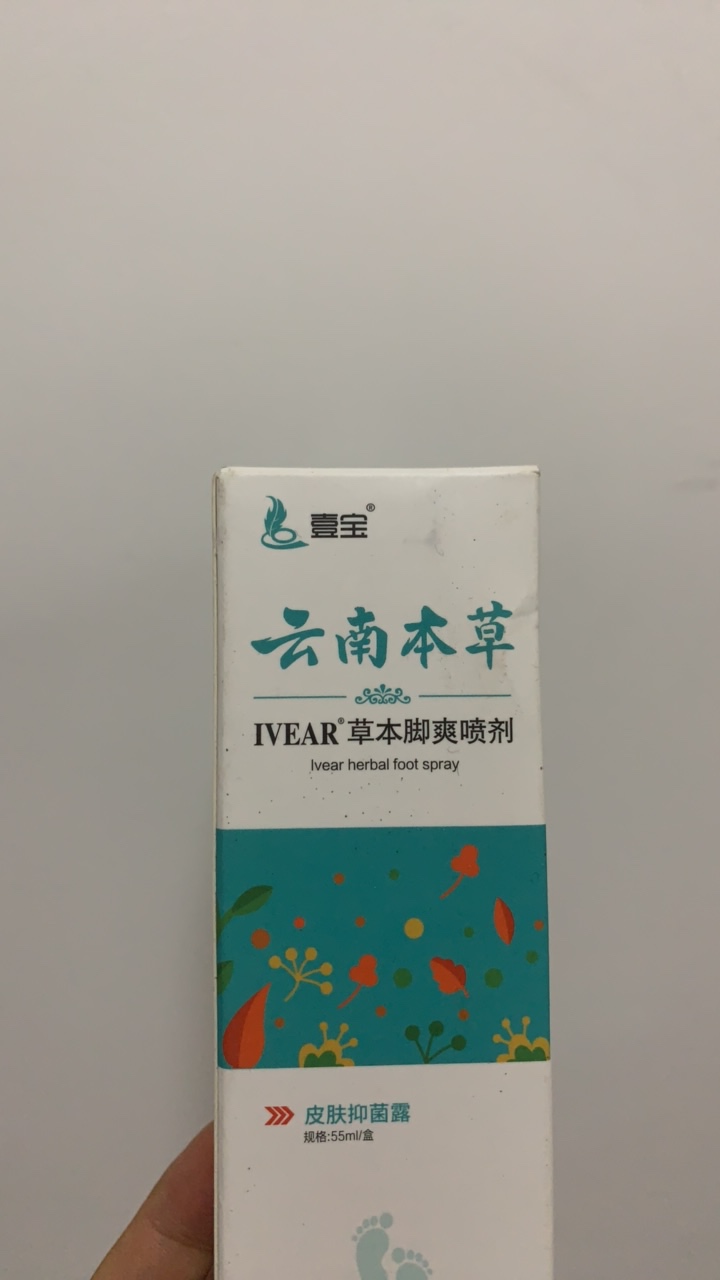 壹宝®
云南本草
IVEAR®草本脚爽喷剂
Ivear herbal foot spray
皮肤抑菌露
规格:55ml/盒